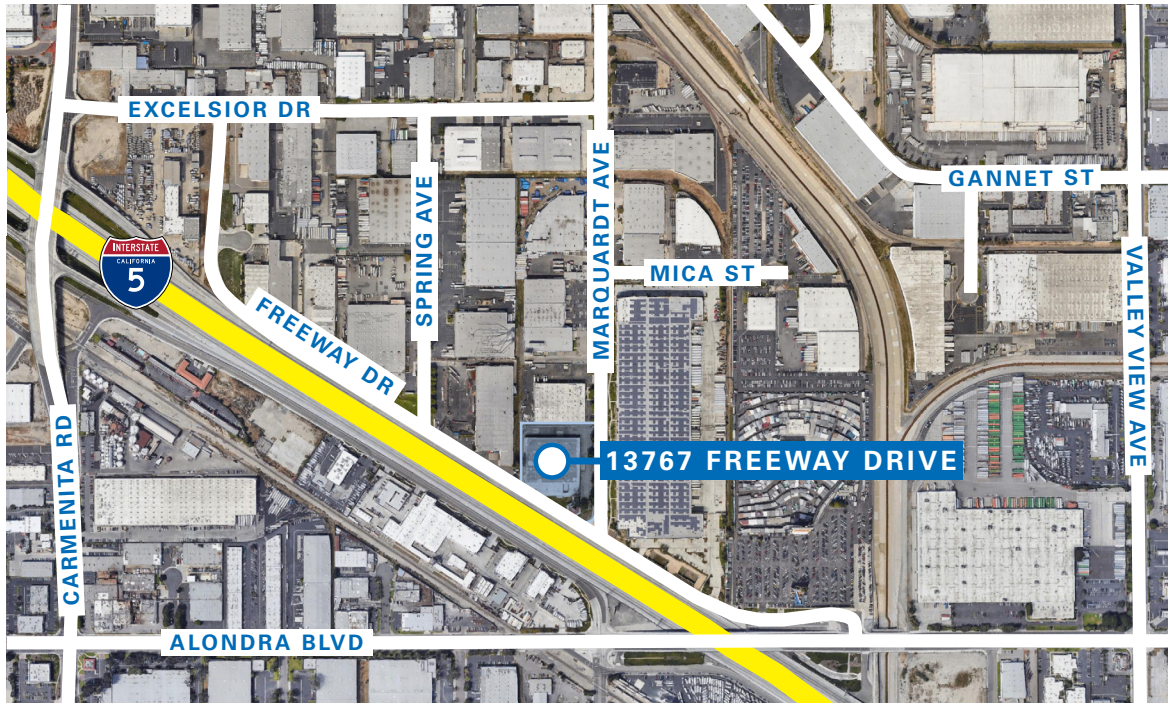 EXCELSIOR DR
GANNET ST
SPRING AVE
MARQUARDT AVE
INTERSTATE
CALIFORNIA
5
MICA ST
VALLEY VIEW AVE
FREEWAY DR
CARMENITA RD
13767 FREEWAY DRIVE
ALONDRA BLVD